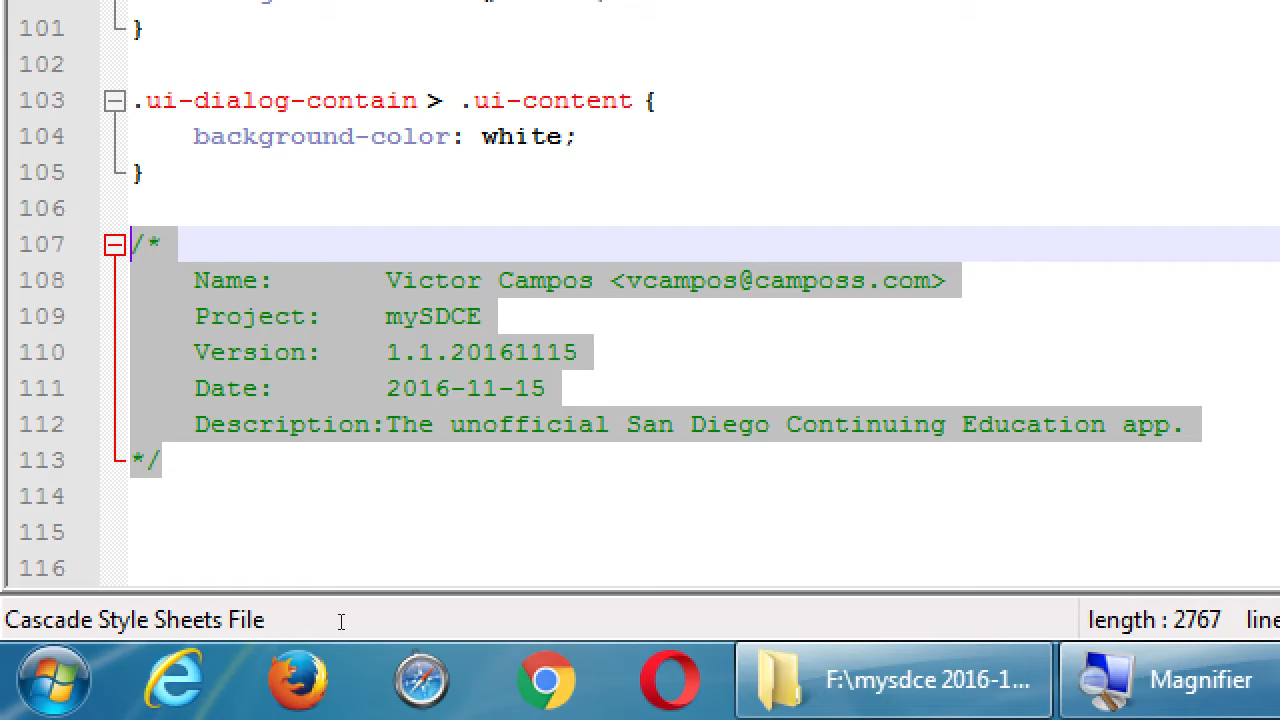 101 }
102
103 .ui-dialog-contain > .ui-content {
104 background-color: white;
105 }
106
107 /*
108 Name: Victor Campos <vcampos@camposs.com>
109 Project: mySDCE
110 Version: 1.1.20161115
111 Date: 2016-11-15
112 Description:The unofficial San Diego Continuing Education app.
113 */
114
115
116
Cascade Style Sheets File length : 2767 line
F:\mysdce 2016-1... Magnifier